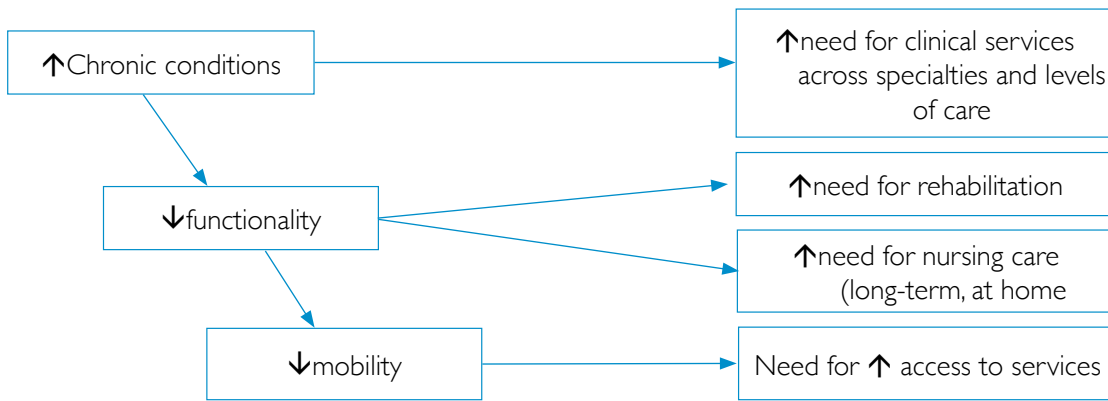 ↑Chronic conditions
↑need for clinical services
across specialties and levels
of care
↓functionality
↑need for rehabilitation
↑need for nursing care
(long-term, at home
↓mobility
Need for ↑ access to services